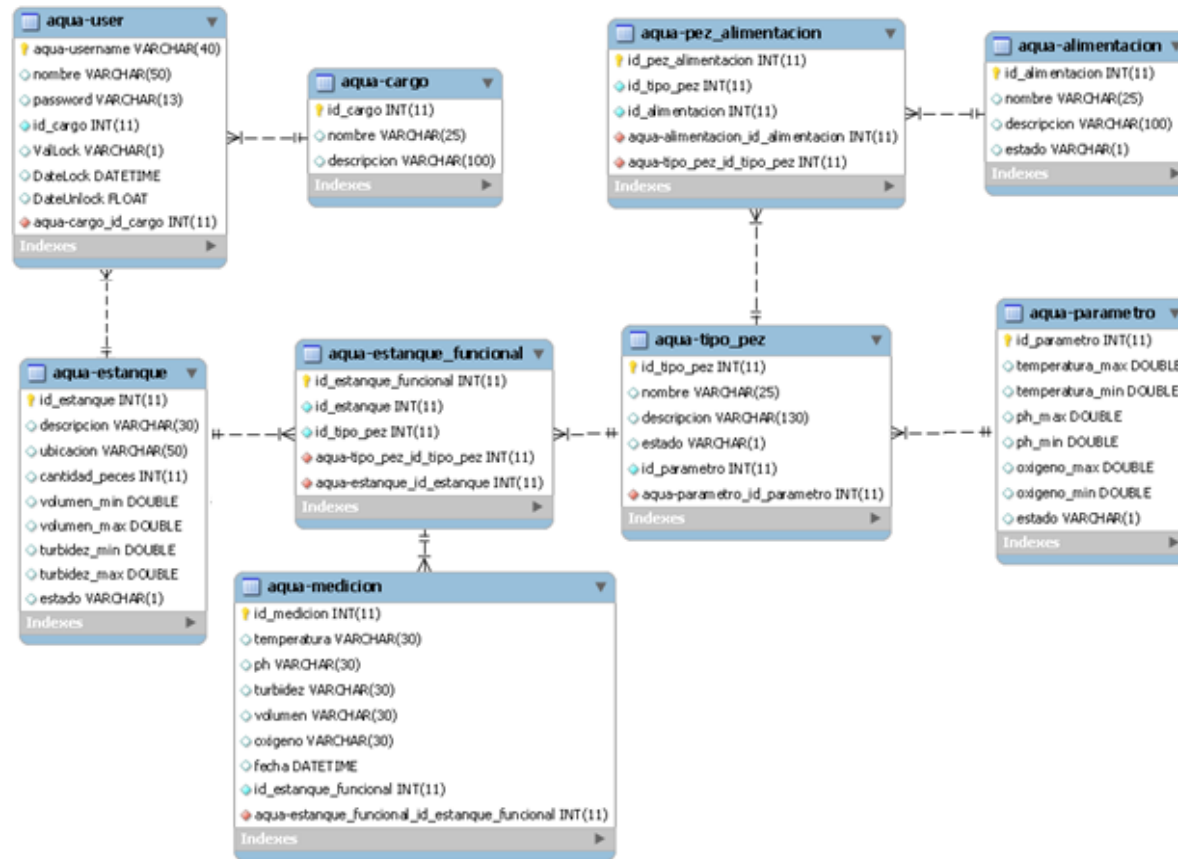 aqua-user
aqua-username VARCHAR(40)
nombre VARCHAR(50)
password VARCHAR(13)
id_cargo INT(11)
ValLock VARCHAR(1)
DateLock DATETIME
DateUnlock FLOAT
aqua-cargo_id_cargo INT(11)
Indexes
aqua-cargo
id_cargo INT(11)
nombre VARCHAR(25)
descripcion VARCHAR(100)
Indexes
aqua-pez_alimentacion
id_pez_alimentacion INT(11)
id_tipo_pez INT(11)
id_alimentacion INT(11)
aqua-alimentacion_id_alimentacion INT(11)
aqua-tipo_pez_id_tipo_pez INT(11)
Indexes
aqua-alimentacion
id_alimentacion INT(11)
nombre VARCHAR(25)
descripcion VARCHAR(100)
estado VARCHAR(1)
Indexes
aqua-estanque
id_estanque INT(11)
descripcion VARCHAR(30)
ubicacion VARCHAR(50)
cantidad_peces INT(11)
volumen_min DOUBLE
volumen_max DOUBLE
turbidez_min DOUBLE
turbidez_max DOUBLE
estado VARCHAR(1)
Indexes
aqua-estanque_funcional
id_estanque_funcional INT(11)
id_estanque INT(11)
id_tipo_pez INT(11)
aqua-tipo_pez_id_tipo_pez INT(11)
aqua-estanque_id_estanque INT(11)
Indexes
aqua-tipo_pez
id_tipo_pez INT(11)
nombre VARCHAR(25)
descripcion VARCHAR(130)
estado VARCHAR(1)
id_parametro INT(11)
aqua-parametro_id_parametro INT(11)
Indexes
aqua-parametro
id_parametro INT(11)
temperatura_max DOUBLE
temperatura_min DOUBLE
ph_max DOUBLE
ph_min DOUBLE
oxigeno_max DOUBLE
oxigeno_min DOUBLE
estado VARCHAR(1)
Indexes
aqua-medicion
id_medicion INT(11)
temperatura VARCHAR(30)
ph VARCHAR(30)
turbidez VARCHAR(30)
volumen VARCHAR(30)
oxigeno VARCHAR(30)
fecha DATETIME
id_estanque_funcional INT(11)
aqua-estanque_funcional_id_estanque_funcional INT(11)
Indexes